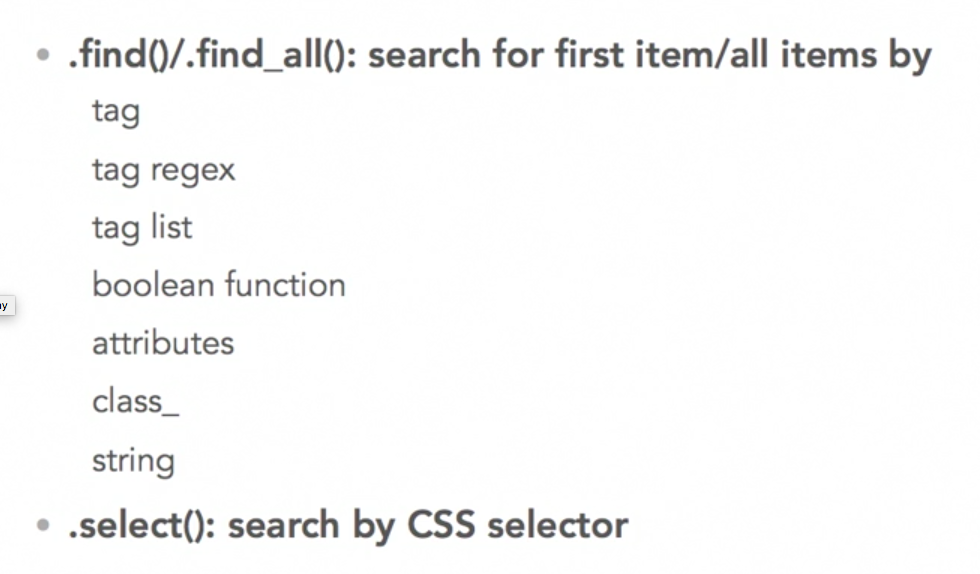 • .find()/.find_all(): search for first item/all items by
tag
tag regex
tag list
boolean function
attributes
class_
string
• .select(): search by CSS selector